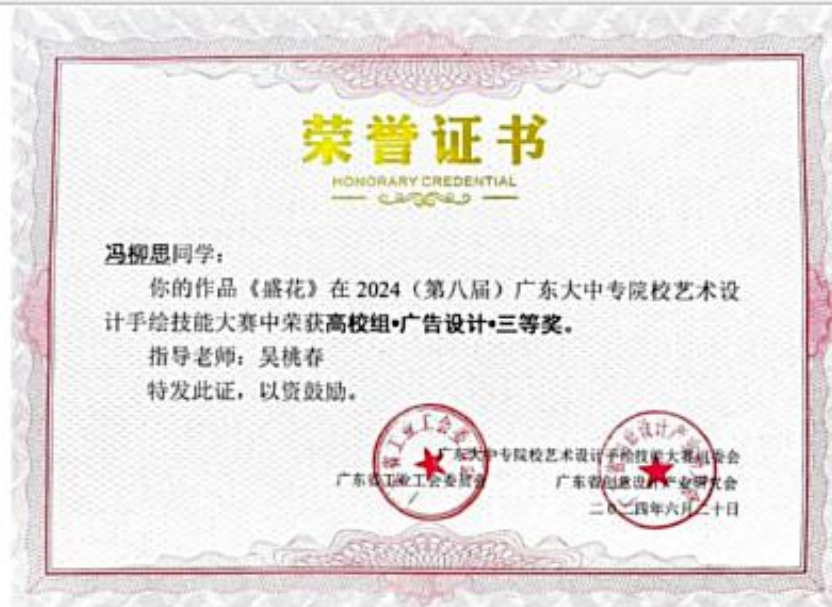 荣誉证书
HONORARY CREDENTIAL
冯柳思同学：
你的作品《盛花》在 2024（第八届）广东大中专院校艺术设
计手绘技能大赛中荣获高校组•广告设计•三等奖。
指导老师：吴桃春
特发此证，以资鼓励。
广东大中专院校艺术设计手绘技能大赛组委会
广东省工业工会委员会
广东省创意设计产业研究会
二〇二四年六月二十日